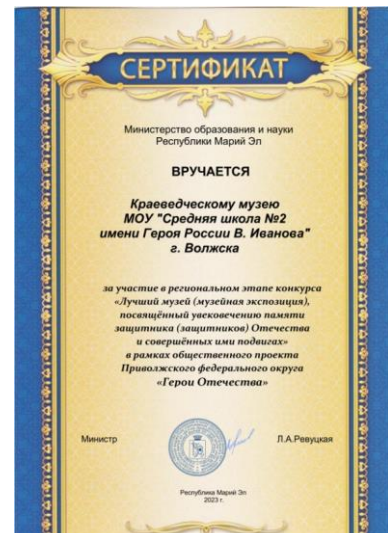 СЕРТИФИКАТ
Министерство образования и науки
Республики Марий Эл
ВРУЧАЕТСЯ
Краеведческому музею
МОУ "Средняя школа №2
имени Героя России В. Иванова"
г. Волжска
за участие в региональном этапе конкурса
«Лучший музей (музейная экспозиция),
посвящённый увековечению памяти
защитника (защитников) Отечества
и совершённых ими подвигах»
в рамках общественного проекта
Приволжского федерального округа
«Герои Отечества»
Министр
Л.А.Ревуцкая
Республика Марий Эл
2023 г.